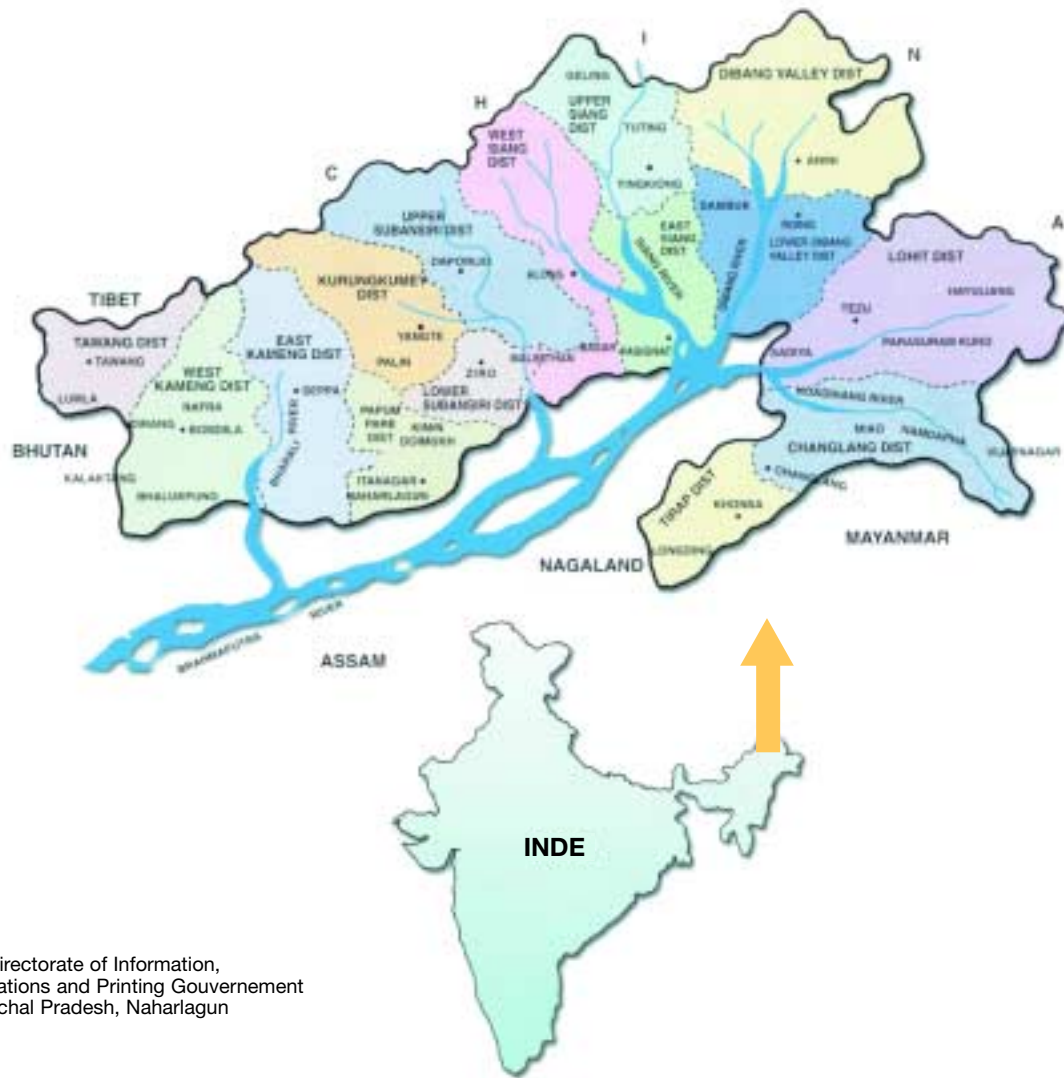 I
N
GELING
DIBANG VALLEY DIST
H
UPPER
SIANG
DIST
TUTING
WEST
SIANG
DIST
ANINI
C
YINGKIONG
DAMBUK
ROING
UPPER
SUBANSIRI DIST
EAST
SIANG
DIST
LOWER DIBANG
VALLEY DIST
A
LOHIT DIST
DAPORIJO
ALONG
SIANG RIVER
DIBANG RIVER
KURUNGKUMEY
DIST
HAYULIANG
TIBET
TEZU
TAWANG DIST
TAWANG
EAST
KAMENG DIST
YANGTE
BASAR
PASIGHAT
PARASURAM KUND
WEST
KAMENG DIST
PALIN
ZIRO
SADIYA
LUMLA
NAFRA
SEPPA
LOWER
SUBANSIRI DIST
DIRANG
BOMDILA
PAPUM
PARE
DIST
KIMIN
DOIMUKH
MIAO
NAMDAPHA
BHUTAN
CHANGLANG DIST
KALAKTANG
BHARALI RIVER
ITANAGAR
NAHARLAGUN
CHANGLANG
BHALUKPUNG
TIRAP DIST
KHONSA
MAYANMAR
LONGDING
NAGALAND
BRAHMAPUTRA RIVER
ASSAM
INDE
irectorate of Information,
ations and Printing Gouvernement
chal Pradesh, Naharlagun